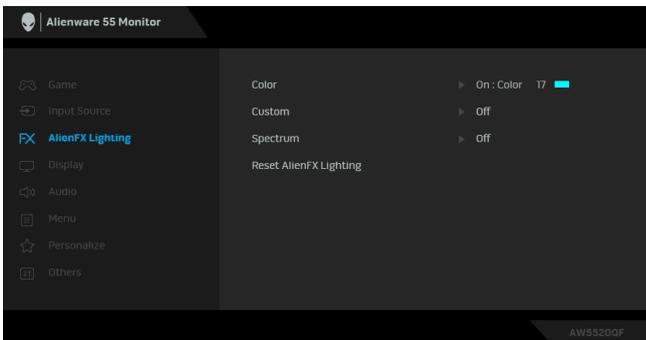 Alienware 55 Monitor
Game
Color
On : Color 17
Input Source
Custom
Off
FX AlienFX Lighting
Spectrum
Off
Display
Reset AlienFX Lighting
Audio
Menu
Personalize
Others
AW5520QF